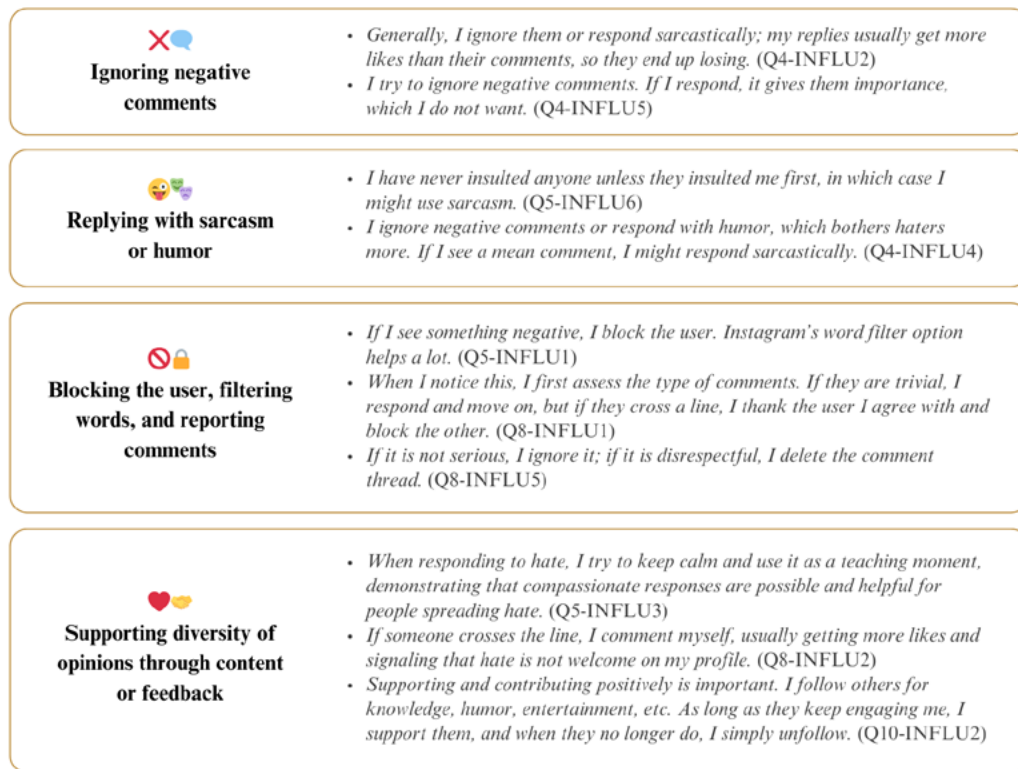 Ignoring negative
comments
• Generally, I ignore them or respond sarcastically; my replies usually get more
likes than their comments, so they end up losing. (Q4-INFLU2)
• I try to ignore negative comments. If I respond, it gives them importance,
which I do not want. (Q4-INFLU5)
Replying with sarcasm
or humor
• I have never insulted anyone unless they insulted me first, in which case I
might use sarcasm. (Q5-INFLU6)
• I ignore negative comments or respond with humor, which bothers haters
more. If I see a mean comment, I might respond sarcastically. (Q4-INFLU4)
Blocking the user, filtering
words, and reporting
comments
• If I see something negative, I block the user. Instagram's word filter option
helps a lot. (Q5-INFLU1)
• When I notice this, I first assess the type of comments. If they are trivial, I
respond and move on, but if they cross a line, I thank the user I agree with and
block the other. (Q8-INFLU1)
• If it is not serious, I ignore it; if it is disrespectful, I delete the comment
thread. (Q8-INFLU5)
Supporting diversity of
opinions through content
or feedback
• When responding to hate, I try to keep calm and use it as a teaching moment,
demonstrating that compassionate responses are possible and helpful for
people spreading hate. (Q5-INFLU3)
• If someone crosses the line, I comment myself, usually getting more likes and
signaling that hate is not welcome on my profile. (Q8-INFLU2)
• Supporting and contributing positively is important. I follow others for
knowledge, humor, entertainment, etc. As long as they keep engaging me, I
support them, and when they no longer do, I simply unfollow. (Q10-INFLU2)